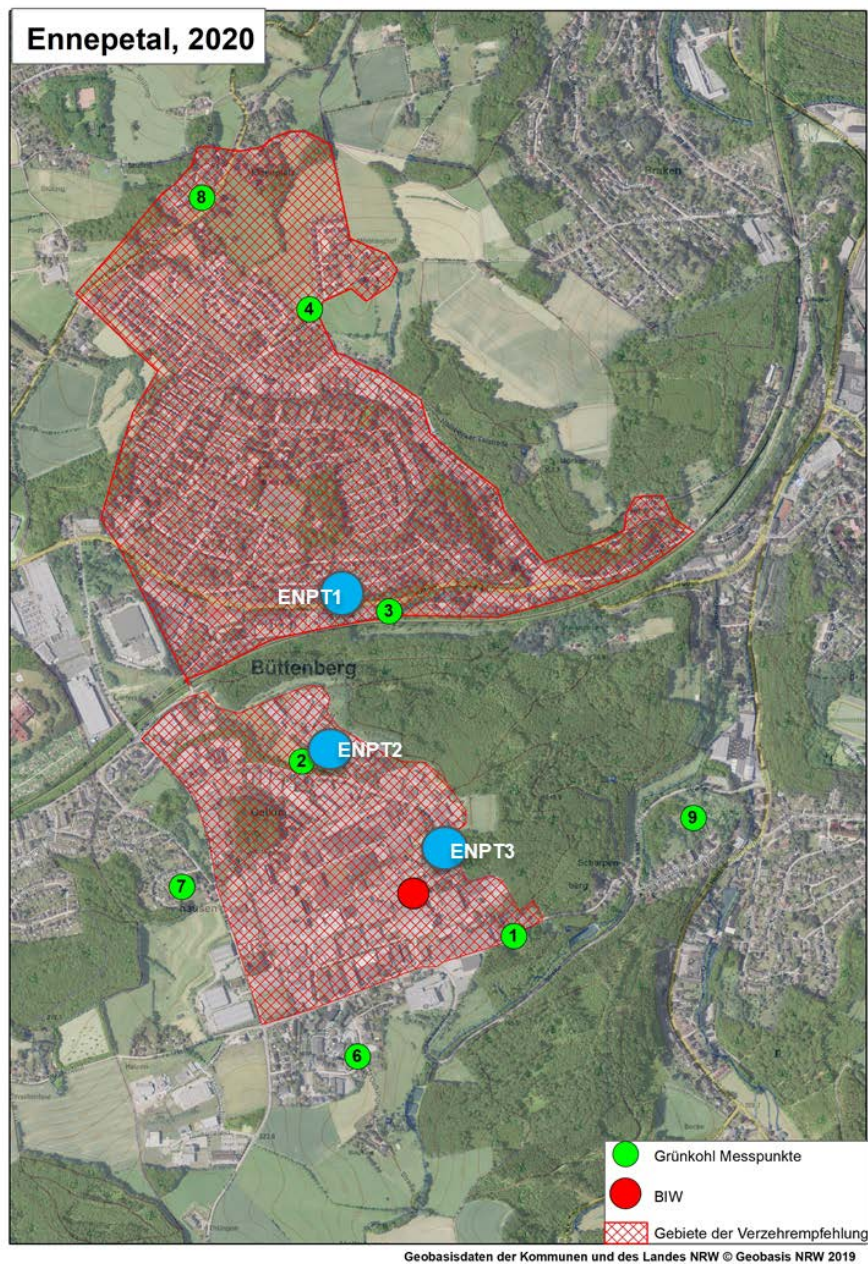 Ennepetal, 2020
Braken
8
4
ENPT1
3
Büttenberg
ENPT2
2
ENPT3
9
7
1
6
Grünkohl Messpunkte
BIW
Gebiete der Verzehrempfehlung
Geobasisdaten der Kommunen und des Landes NRW © Geobasis NRW 2019